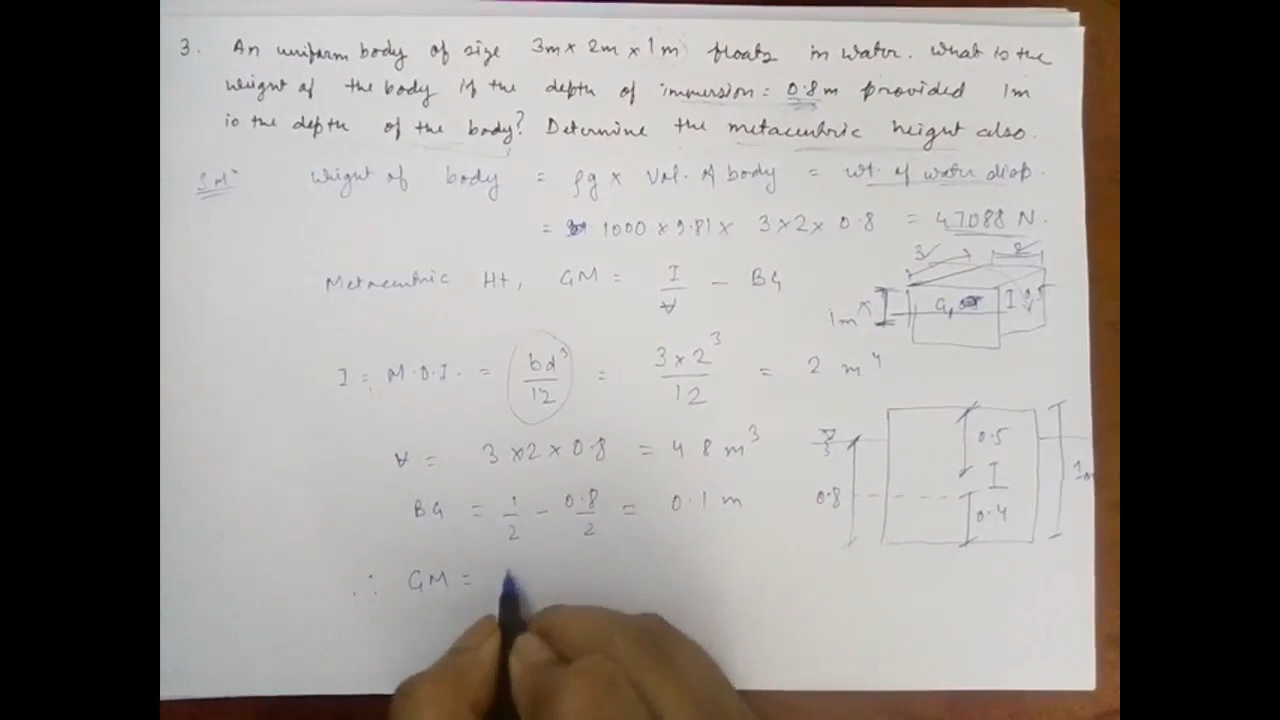 3. An uniform body of size 3m × 2m × 1m floats in water. What is the
weight of the body if the depth of immersion = 0.8m provided 1m
is the depth of the body? Determine the metacentric height also.
Sol^n Weight of body = ρg × Vol. of body = wt. of water disp.
= 1000 × 9.81 × 3×2×0.8 = 47088 N.
Metacentric Ht, GM = I/∀ - BG
3 2
1m G,
I = M.O.I. = bd³/12 = 3×2³/12 = 2 m⁴
∀ = 3×2×0.8 = 4.8 m³
0.5
0.8 1m
BG = 1/2 - 0.8/2 = 0.1 m
0.4
∴ GM =